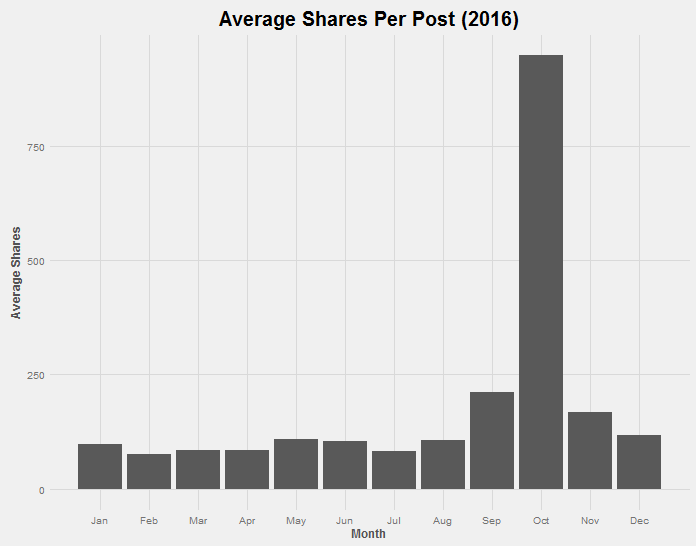 Average Shares Per Post (2016)
750
500
250
0
Average Shares
Jan Feb Mar Apr May Jun Jul Aug Sep Oct Nov Dec
Month